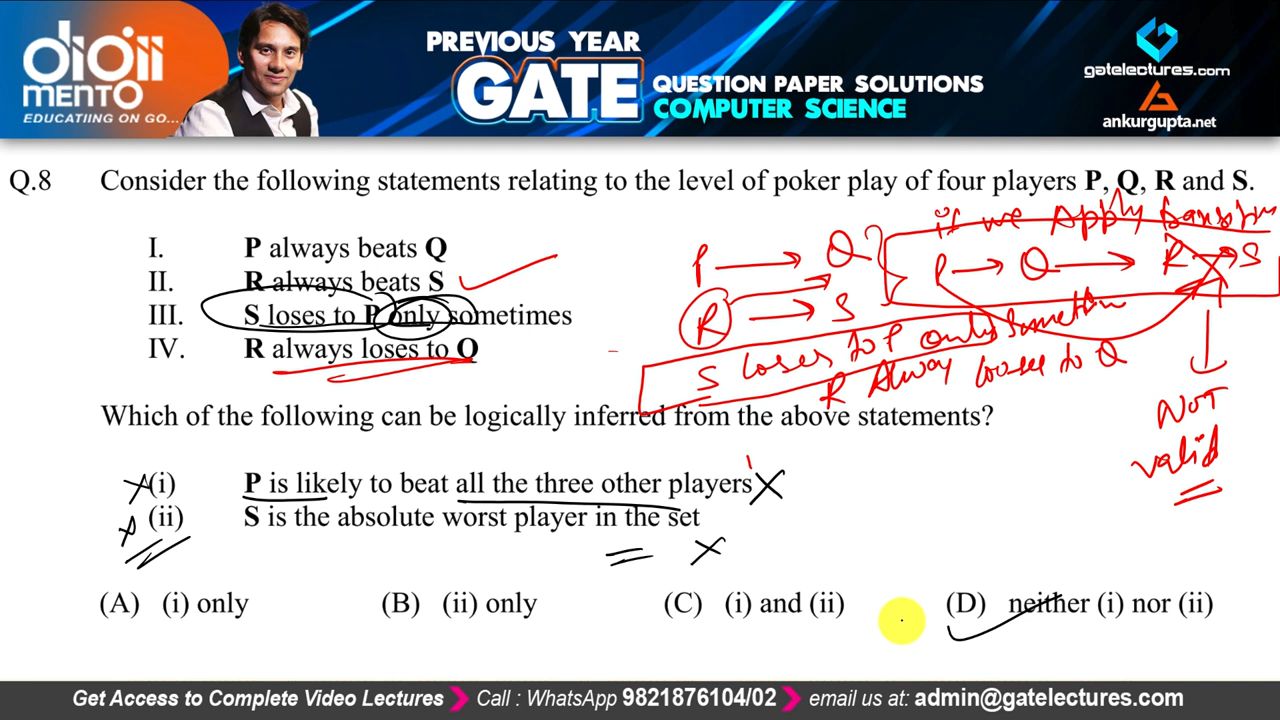 digii
MENTO
EDUCATIING ON GO...
PREVIOUS YEAR
GATE
QUESTION PAPER SOLUTIONS
COMPUTER SCIENCE
gatelectures.com
ankurgupta.net
Q.8 Consider the following statements relating to the level of poker play of four players P, Q, R and S.
I. P always beats Q
II. R always beats S
III. S loses to P only sometimes
IV. R always loses to Q
if we Apply
P → Q
R → S
P → Q → R → S
S loses to P only
R Alway looses to Q
NOT
valid
Which of the following can be logically inferred from the above statements?
(i) P is likely to beat all the three other players
(ii) S is the absolute worst player in the set
(A) (i) only (B) (ii) only (C) (i) and (ii) (D) neither (i) nor (ii)
Get Access to Complete Video Lectures Call : WhatsApp 9821876104/02 email us at: admin@gatelectures.com